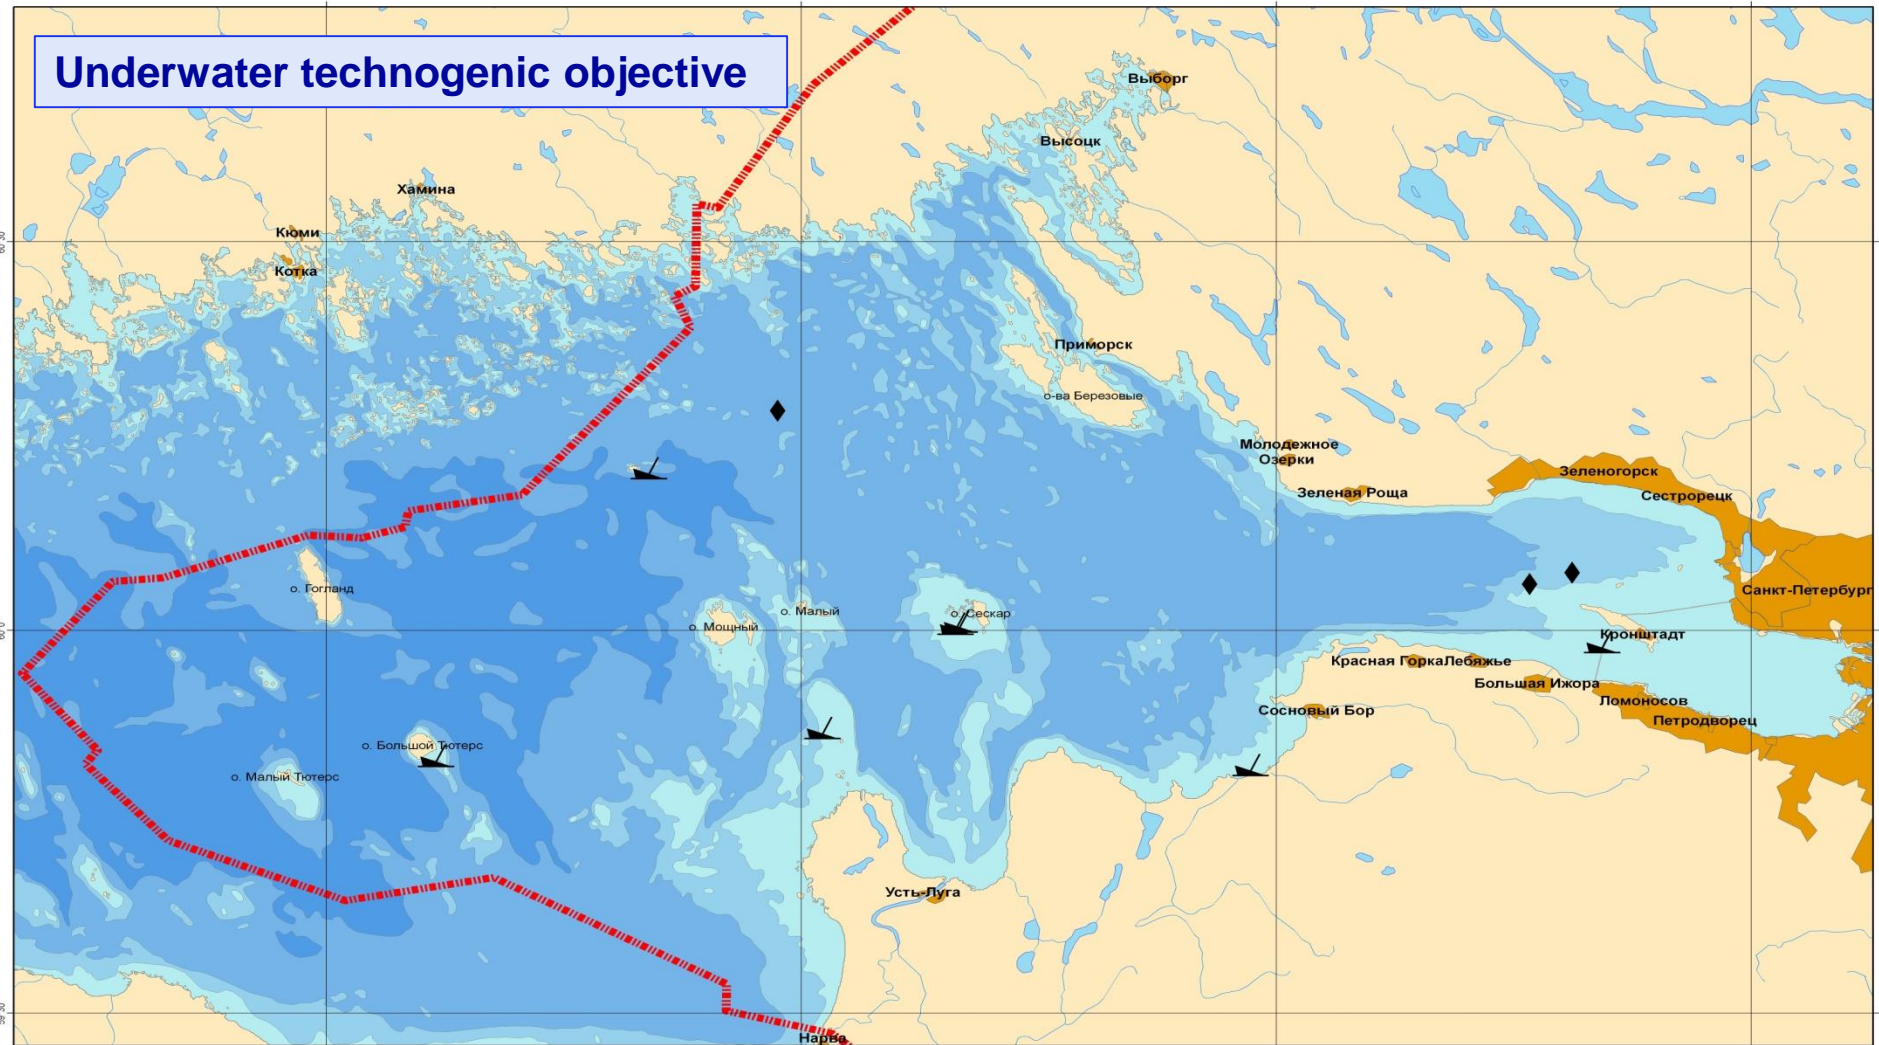 Underwater technogenic objective
Выборг
Высоцк
Хамина
Кюми
Котка
Приморск
о-ва Березовые
Молодежное
Озерки
Зеленогорск
Зеленая Роща
Сестрорецк
о. Гогланд
Санкт-Петербург
о. Малый
о. Сескар
о. Мощный
Кронштадт
Красная Горка
Лебяжье
Большая Ижора
Ломоносов
Сосновый Бор
Петродворец
о. Большой Тютерс
о. Малый Тютерс
Усть-Луга
Нарва